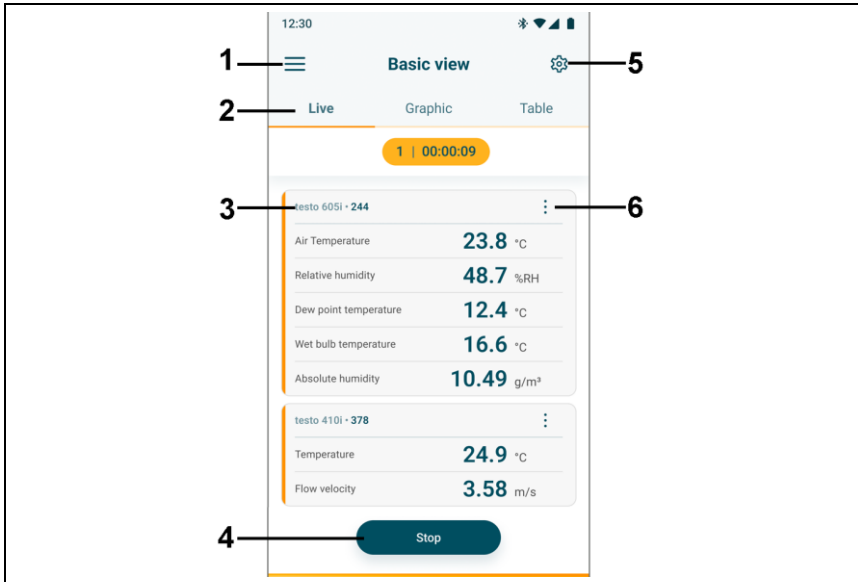 12:30
1 Basic view 5
2 Live Graphic Table
1 | 00:00:09
3 testo 605i • 244 6
Air Temperature 23.8 °C
Relative humidity 48.7 %RH
Dew point temperature 12.4 °C
Wet bulb temperature 16.6 °C
Absolute humidity 10.49 g/m³
testo 410i • 378
Temperature 24.9 °C
Flow velocity 3.58 m/s
4 Stop